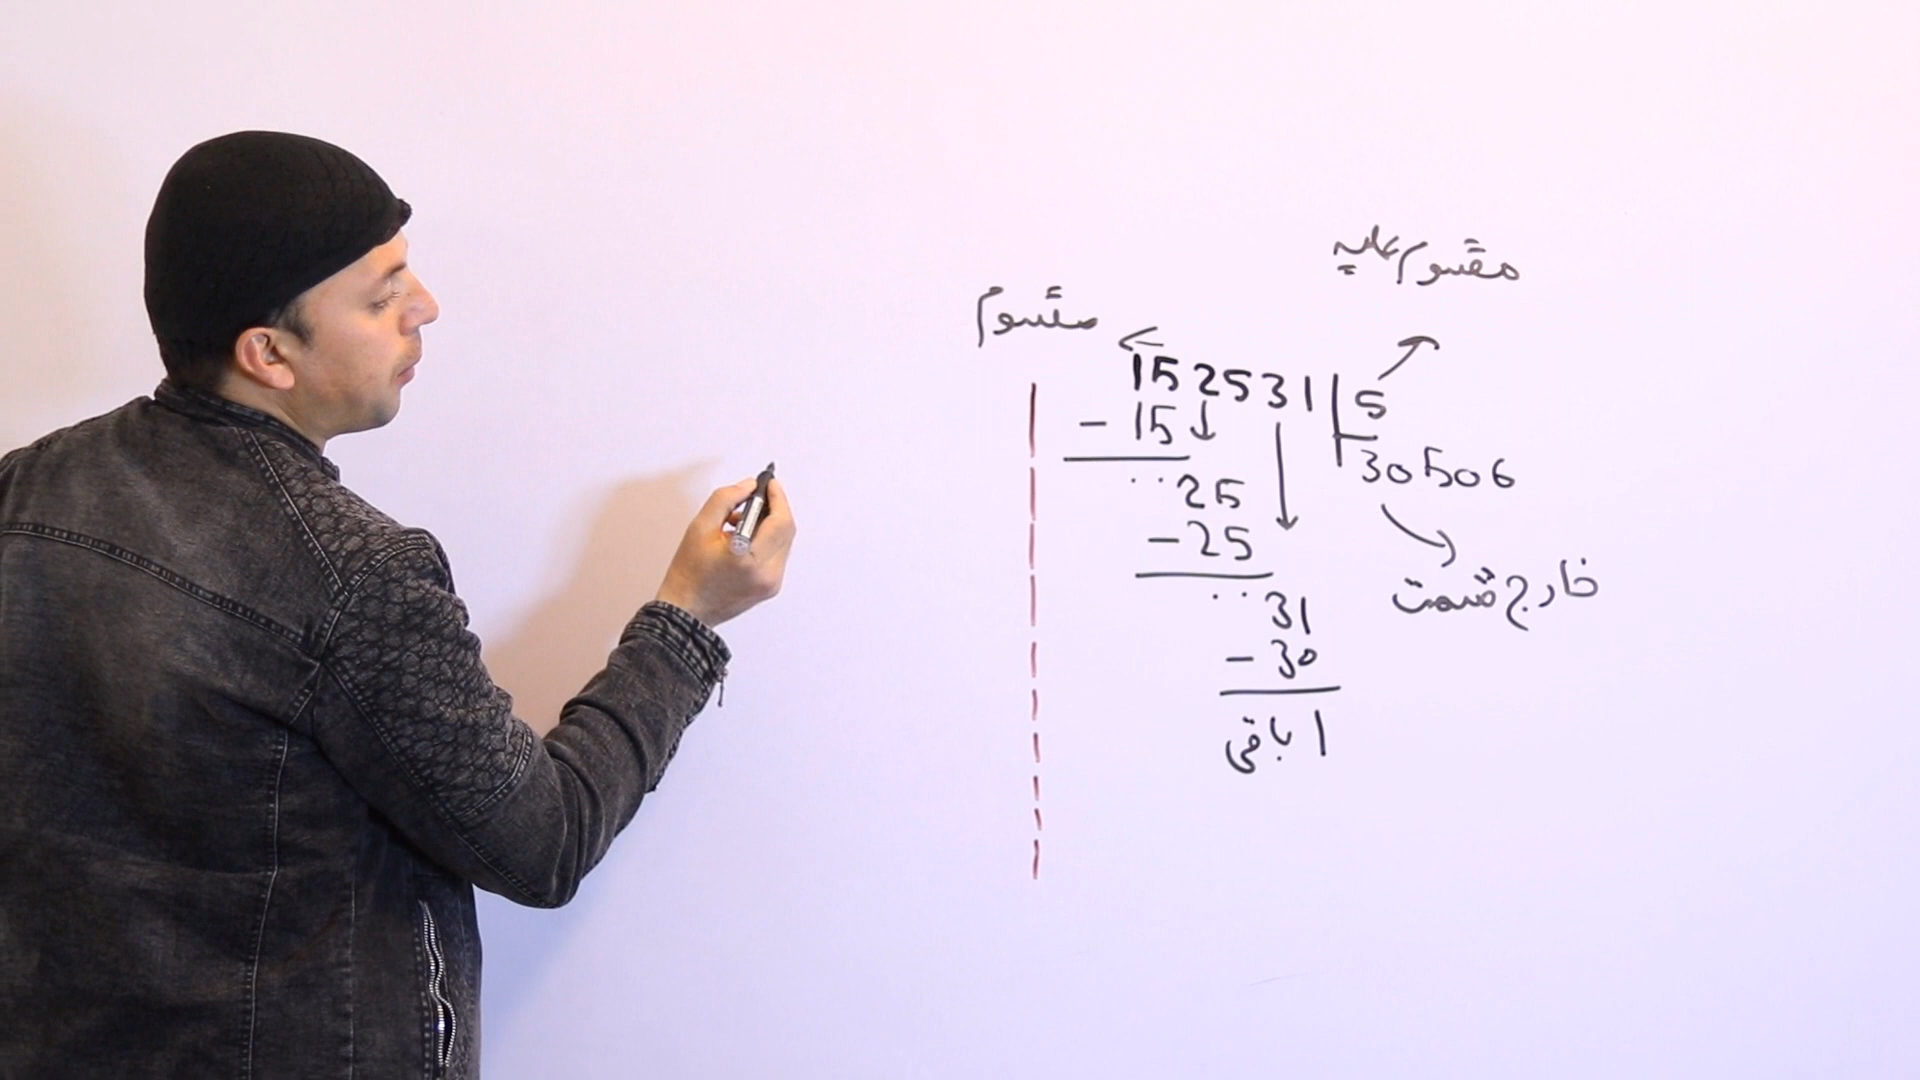 مقسوم علیه
مقسوم
152531 | 5
- 15
30506
25
- 25
خارج قسمت
31
- 30
1 باقی